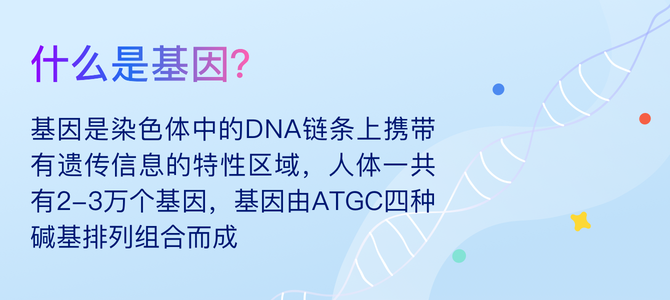 什么是基因?
基因是染色体中的DNA链条上携带
有遗传信息的特性区域，人体一共
有2-3万个基因，基因由ATGC四种
碱基排列组合而成